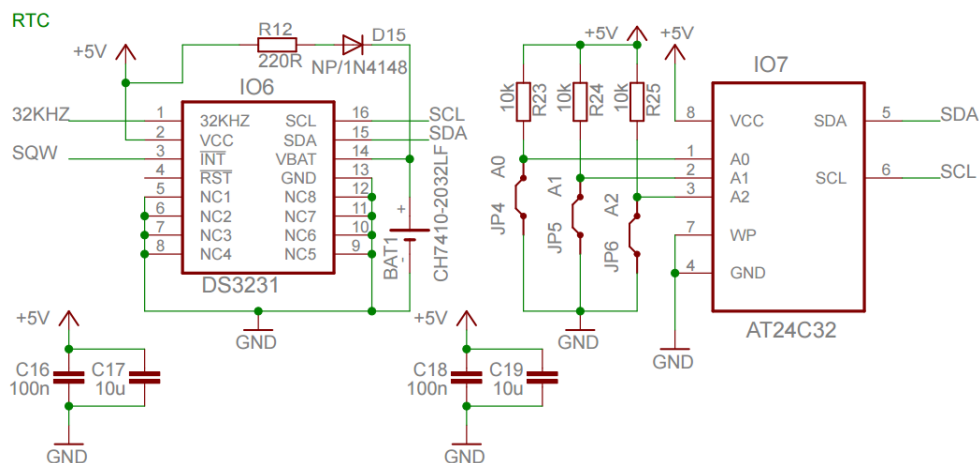 RTC
+5V
R12
220R
D15
NP/1N4148
IO6
32KHZ
SQW
1
2
3
4
5
6
7
8
32KHZ
VCC
INT
RST
NC1
NC2
NC3
NC4
SCL
SDA
VBAT
GND
NC8
NC7
NC6
NC5
16
15
14
13
12
11
10
9
SCL
SDA
DS3231
+
-
BAT1
CH7410-2032LF
GND
+5V
C16
100n
C17
10u
GND
+5V
C18
100n
C19
10u
GND
+5V
10k
R23
10k
R24
10k
R25
A0
JP4
A1
JP5
A2
JP6
GND
+5V
IO7
8
1
2
3
7
4
VCC
A0
A1
A2
WP
GND
SDA
SCL
5
6
SDA
SCL
AT24C32
GND